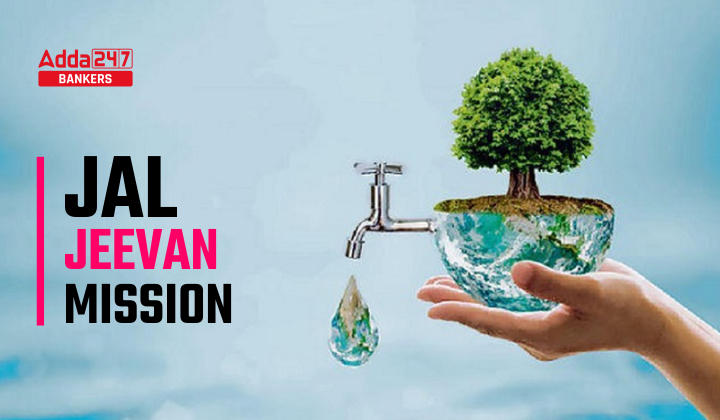 Adda247
BANKERS
JAL
JEEVAN
MISSION